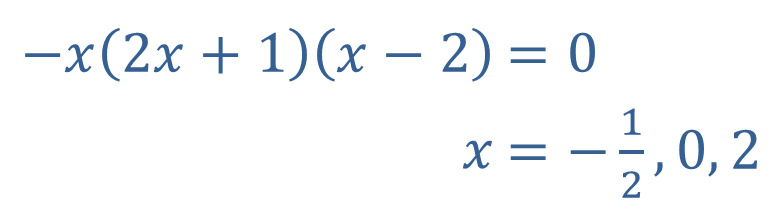 −x(2x + 1)(x − 2) = 0
x = −1/2, 0, 2